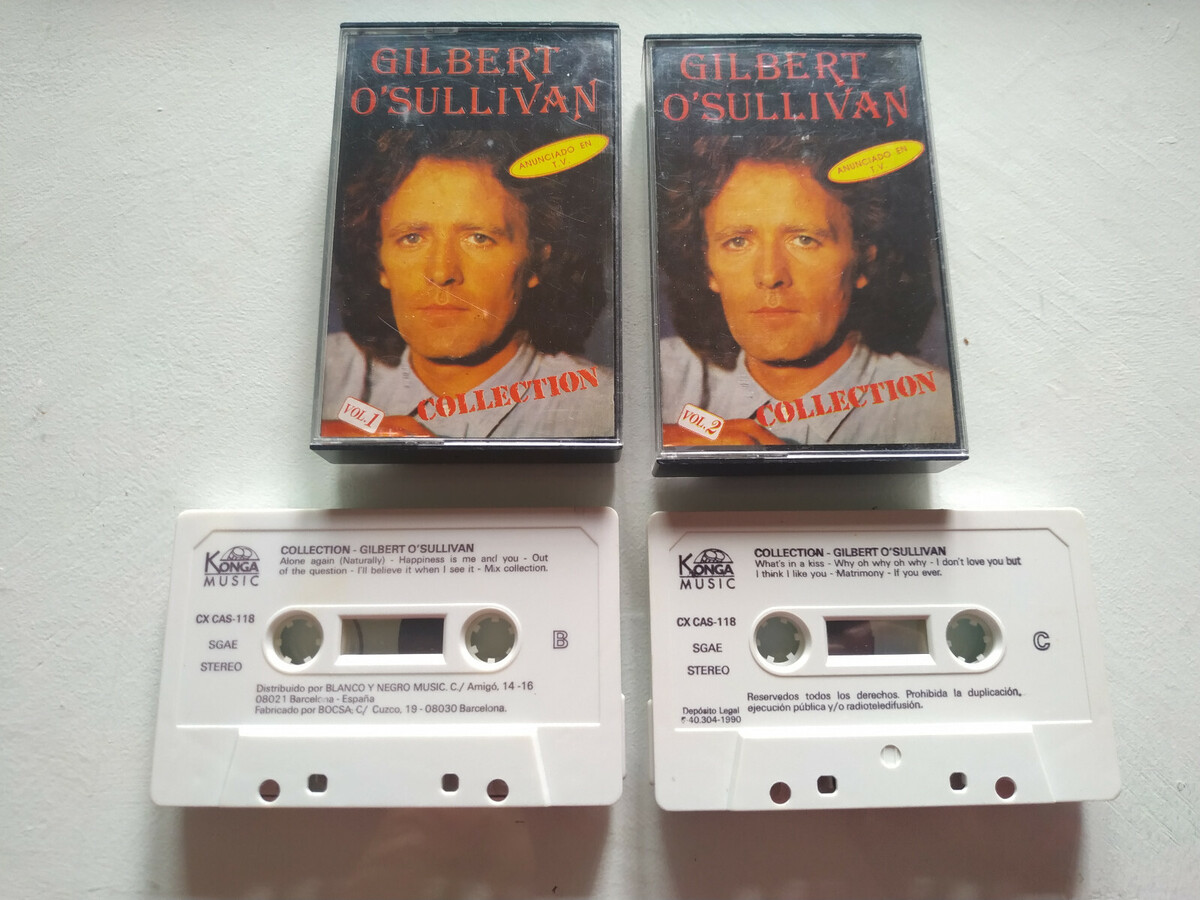 GILBERT
O'SULLIVAN
ANUNCIADO EN
T.V.
COLLECTION
VOL.1
GILBERT
O'SULLIVAN
ANUNCIADO EN
T.V.
COLLECTION
VOL.2
KONGA
MUSIC
COLLECTION - GILBERT O'SULLIVAN
Alone again (Naturally) - Happiness is me and you - Out
of the question - I'll believe it when I see it - Mix collection.
CX CAS-118
SGAE
STEREO
B
Distribuido por BLANCO Y NEGRO MUSIC. C./ Amigó, 14 -16
08021 Barcelona - España
Fabricado por BOCSA, C/ Cuzco, 19 - 08030 Barcelona.
KONGA
MUSIC
COLLECTION - GILBERT O'SULLIVAN
What's in a kiss - Why oh why oh why - I don't love you but
I think I like you - Matrimony - If you ever.
CX CAS-118
SGAE
STEREO
C
Reservados todos los derechos. Prohibida la duplicación,
ejecución pública y/o radioteledifusión.
Depósito Legal
40.304-1990